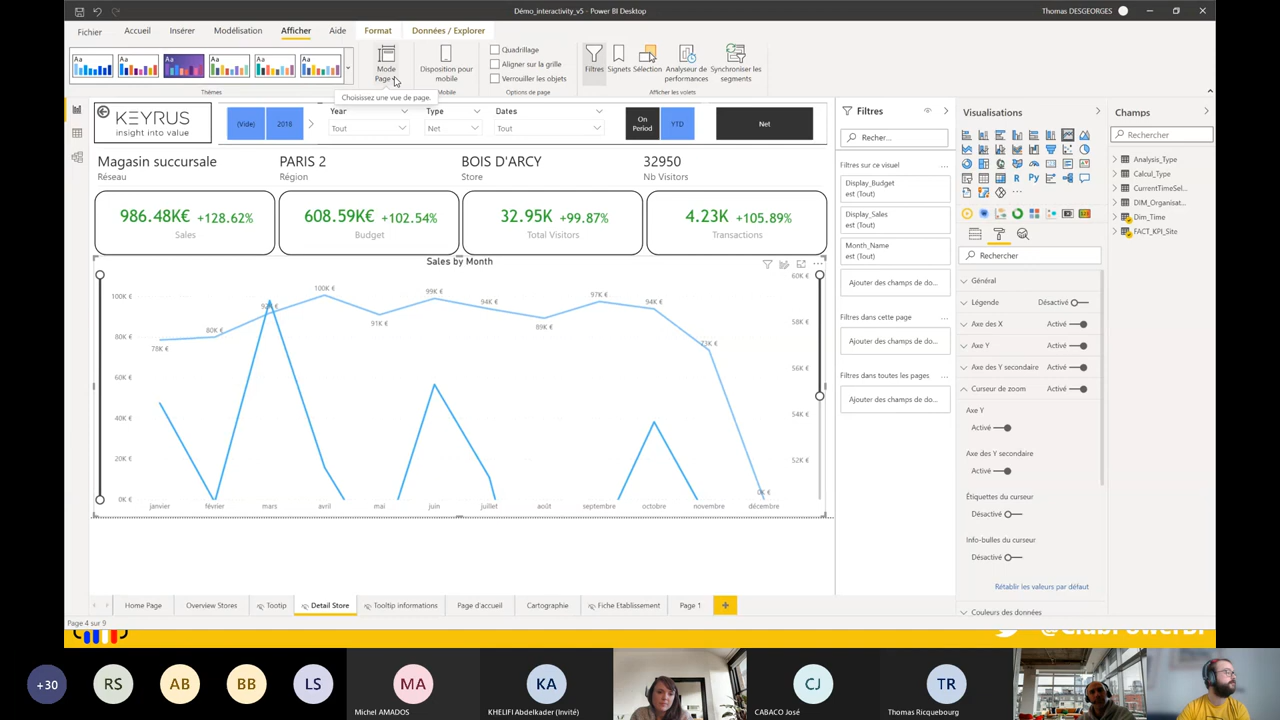 Démo_interactivity_v5 - Power BI Desktop
Thomas DESGEORGES
Fichier Accueil Insérer Modélisation Afficher Aide Format Données / Explorer
Aa Aa Aa Aa Aa Aa
Mode
Page
Disposition pour
mobile
Quadrillage
Aligner sur la grille
Verrouiller les objets
Filtres Signets Sélection Analyseur de
performances
Synchroniser les
segments
Thèmes
Mobile
Options de page
Afficher les volets
Choisissez une vue de page.
KEYRUS
insight into value
(Vide)
2018
Year
Tout
Type
Net
Dates
Tout
On
Period
YTD
Net
Magasin succursale
Réseau
PARIS 2
Région
BOIS D'ARCY
Store
32950
Nb Visitors
986.48K€ +128.62%
Sales
608.59K€ +102.54%
Budget
32.95K +99.87%
Total Visitors
4.23K +105.89%
Transactions
Sales by Month
100K €
80K €
60K €
40K €
20K €
0K €
78K €
80K €
100K €
91K €
99K €
94K €
89K €
97K €
94K €
73K €
0K €
60K €
58K €
56K €
54K €
52K €
janvier février mars avril mai juin juillet août septembre octobre novembre décembre
Filtres
Recher...
Filtres sur ce visuel
Display_Budget
est (Tout)
Display_Sales
est (Tout)
Month_Name
est (Tout)
Ajouter des champs de do...
Filtres dans cette page
Ajouter des champs de do...
Filtres dans toutes les pages
Ajouter des champs de do...
Visualisations
R Py
Rechercher
Général
Légende Désactivé
Axe des X Activé
Axe Y Activé
Axe des Y secondaire Activé
Curseur de zoom Activé
Axe Y
Activé
Axe des Y secondaire
Activé
Étiquettes du curseur
Désactivé
Info-bulles du curseur
Désactivé
Rétablir les valeurs par défaut
Couleurs des données
Champs
Rechercher
Analysis_Type
Calcul_Type
CurrentTimeSel...
DIM_Organisat...
Dim_Time
FACT_KPI_Site
Home Page Overview Stores Tootip Detail Store Tooltip informations Page d'accueil Cartographie Fiche Etablissement Page 1 +
Page 4 sur 9
+30 RS AB BB LS MA KA CJ TR
Michel AMADOS
KHELIFI Abdelkader (Invité)
CABACO José
Thomas Ricquebourg